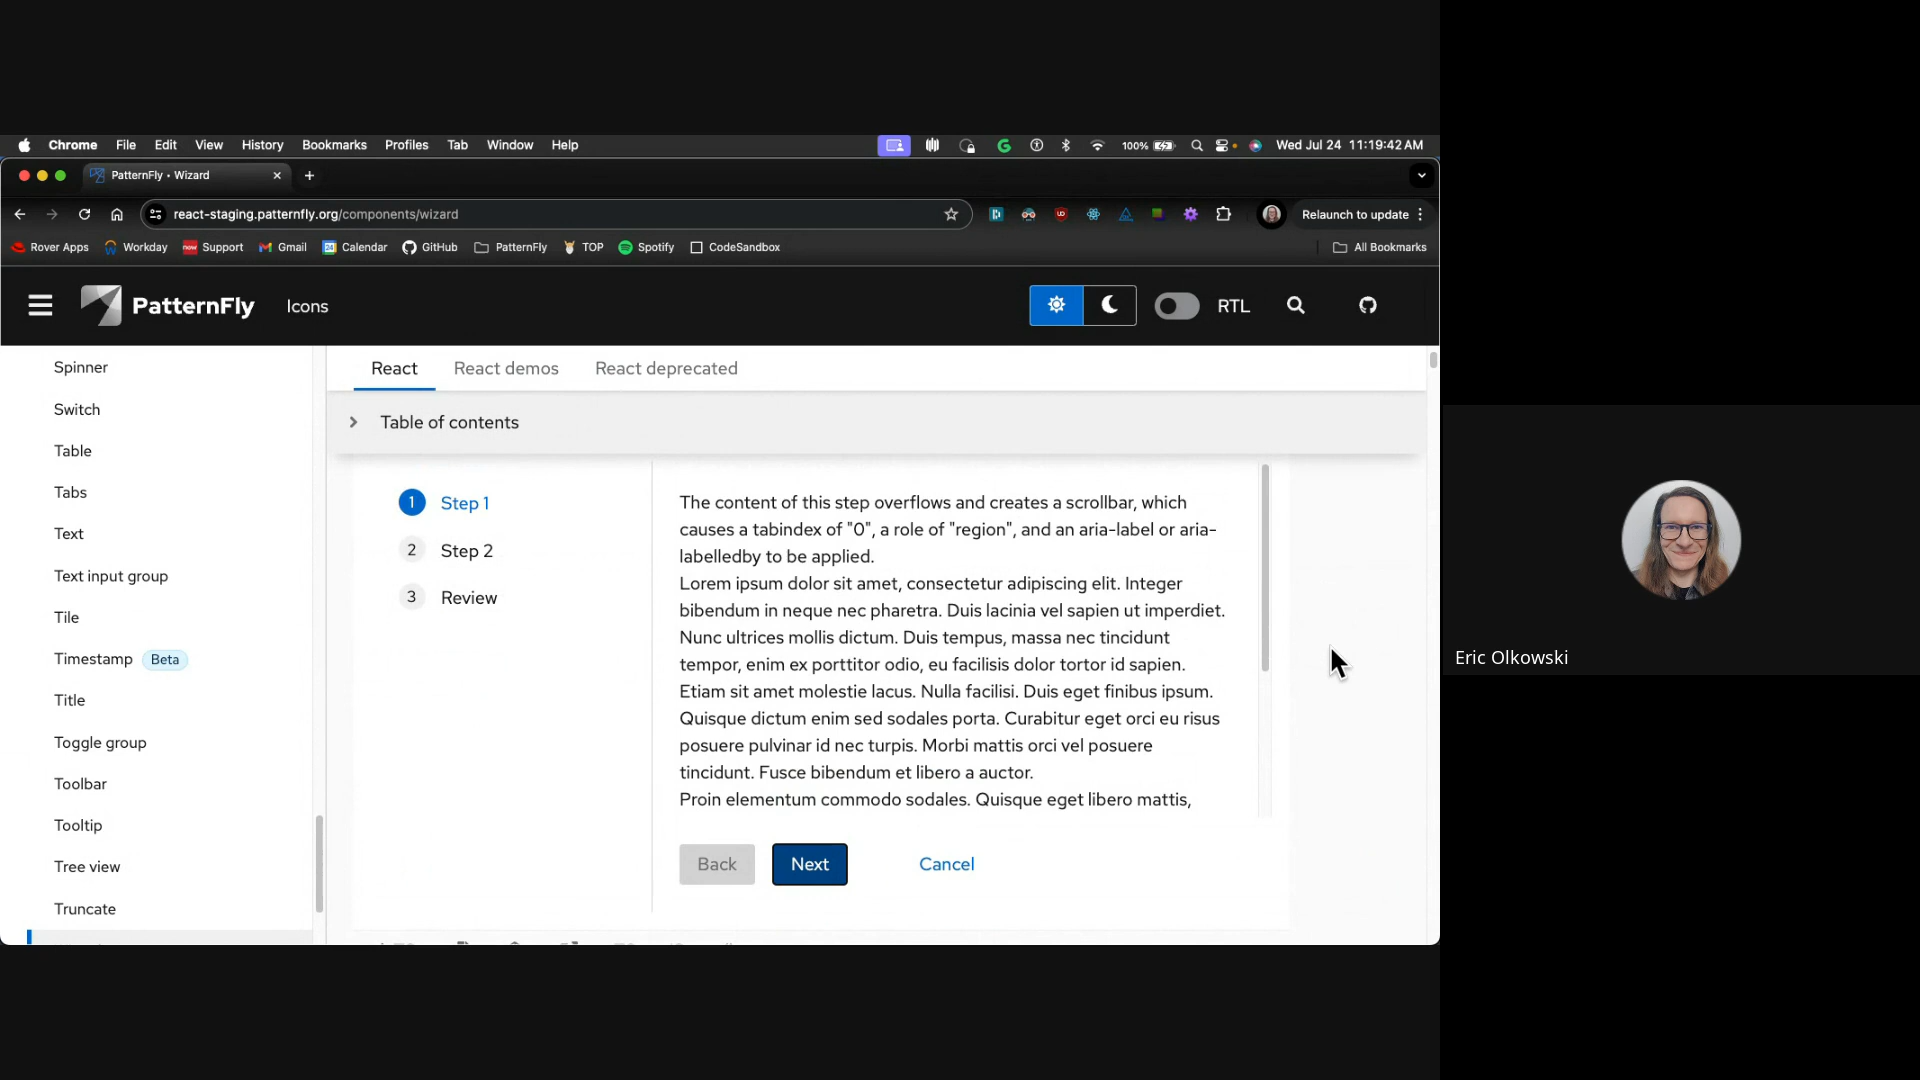 Chrome File Edit View History Bookmarks Profiles Tab Window Help 100% Wed Jul 24 11:19:42 AM
PatternFly • Wizard
react-staging.patternfly.org/components/wizard Relaunch to update
Rover Apps Workday Support Gmail Calendar GitHub PatternFly TOP Spotify CodeSandbox All Bookmarks
PatternFly Icons RTL
Spinner
Switch
Table
Tabs
Text
Text input group
Tile
Timestamp Beta
Title
Toggle group
Toolbar
Tooltip
Tree view
Truncate
React React demos React deprecated
Table of contents
1 Step 1
2 Step 2
3 Review
The content of this step overflows and creates a scrollbar, which
causes a tabindex of "0", a role of "region", and an aria-label or aria-
labelledby to be applied.
Lorem ipsum dolor sit amet, consectetur adipiscing elit. Integer
bibendum in neque nec pharetra. Duis lacinia vel sapien ut imperdiet.
Nunc ultrices mollis dictum. Duis tempus, massa nec tincidunt
tempor, enim ex porttitor odio, eu facilisis dolor tortor id sapien.
Etiam sit amet molestie lacus. Nulla facilisi. Duis eget finibus ipsum.
Quisque dictum enim sed sodales porta. Curabitur eget orci eu risus
posuere pulvinar id nec turpis. Morbi mattis orci vel posuere
tincidunt. Fusce bibendum et libero a auctor.
Proin elementum commodo sodales. Quisque eget libero mattis,
Back Next Cancel
Eric Olkowski